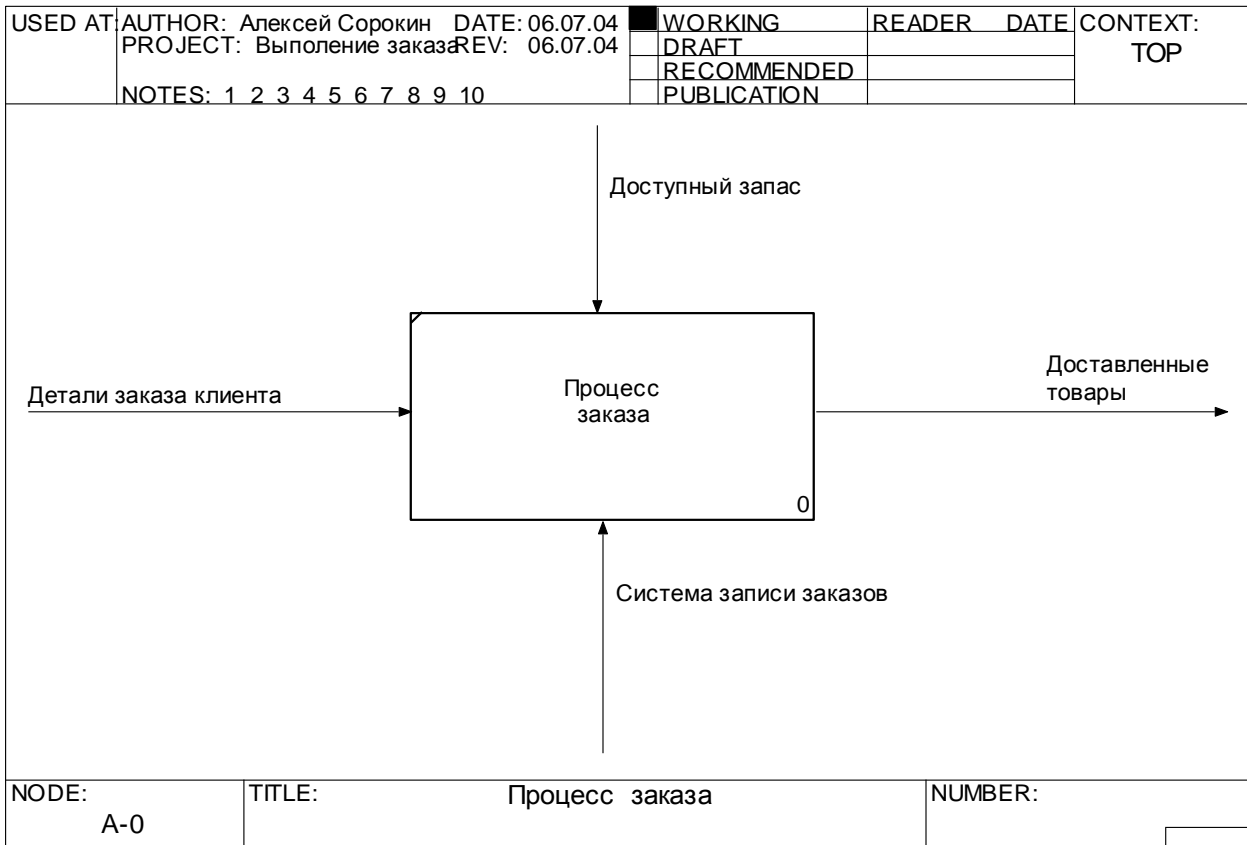 USED AT: AUTHOR: Алексей Сорокин DATE: 06.07.04 WORKING READER DATE CONTEXT:
PROJECT: Выполение заказа REV: 06.07.04 DRAFT TOP
RECOMMENDED
NOTES: 1 2 3 4 5 6 7 8 9 10 PUBLICATION
Доступный запас
Детали заказа клиента
Процесс
заказа
0
Доставленные
товары
Система записи заказов
NODE: TITLE: Процесс заказа NUMBER:
A-0